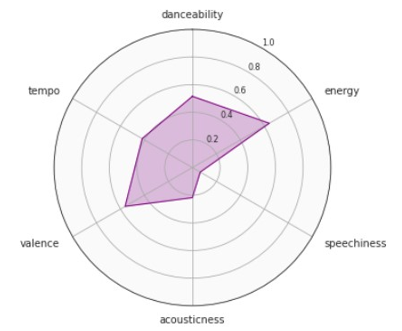 danceability
1.0
0.8
tempo
energy
0.6
0.4
0.2
valence
speechiness
acousticness